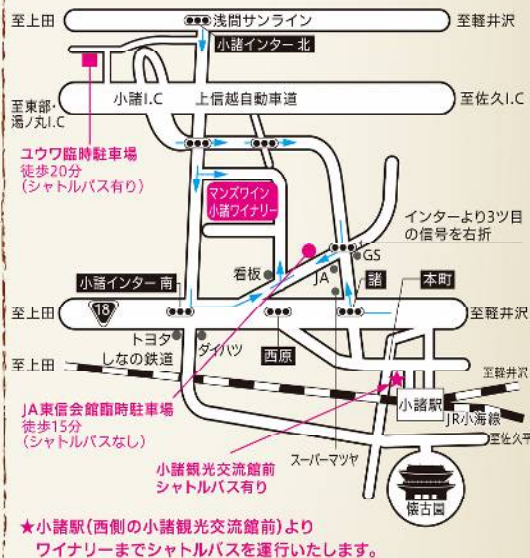 至上田
浅間サンライン
至軽井沢
小諸インター 北
至東部・
湯ノ丸I.C
小諸I.C
上信越自動車道
至佐久I.C
ユウワ臨時駐車場
徒歩20分
(シャトルバス有り)
マンズワイン
小諸ワイナリー
インターより3ツ目
の信号を右折
GS
JA
看板
小諸インター 南
諸
本町
至上田
18
至軽井沢
トヨタ
ダイハツ
西原
至上田
しなの鉄道
至軽井沢
小諸駅
JR小海線
JA東信会館臨時駐車場
徒歩15分
(シャトルバスなし)
至佐久平
スーパーマツヤ
小諸観光交流館前
シャトルバス有り
懐古園
★小諸駅(西側の小諸観光交流館前)より
ワイナリーまでシャトルバスを運行いたします。